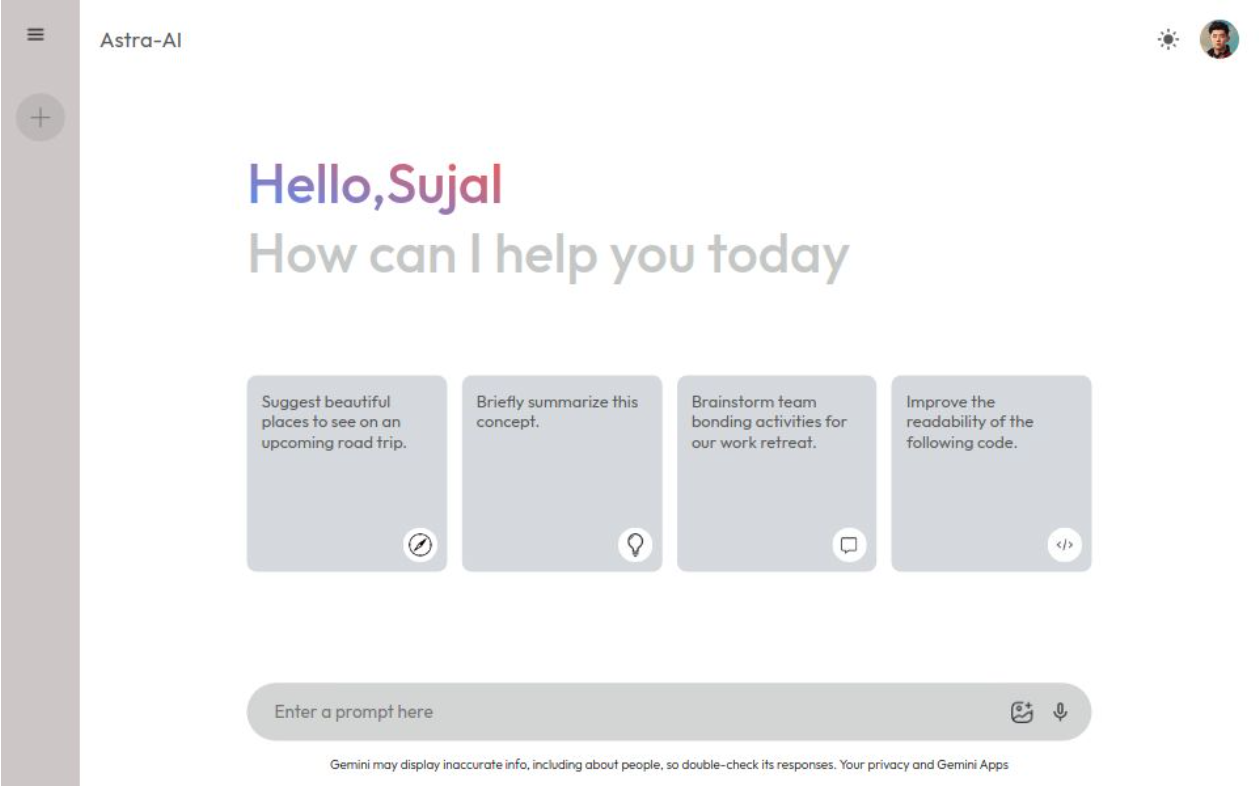 Astra-AI
Hello,Sujal
How can I help you today
Suggest beautiful
places to see on an
upcoming road trip.
Briefly summarize this
concept.
Brainstorm team
bonding activities for
our work retreat.
Improve the
readability of the
following code.
</>
Enter a prompt here
Gemini may display inaccurate info, including about people, so double-check its responses. Your privacy and Gemini Apps